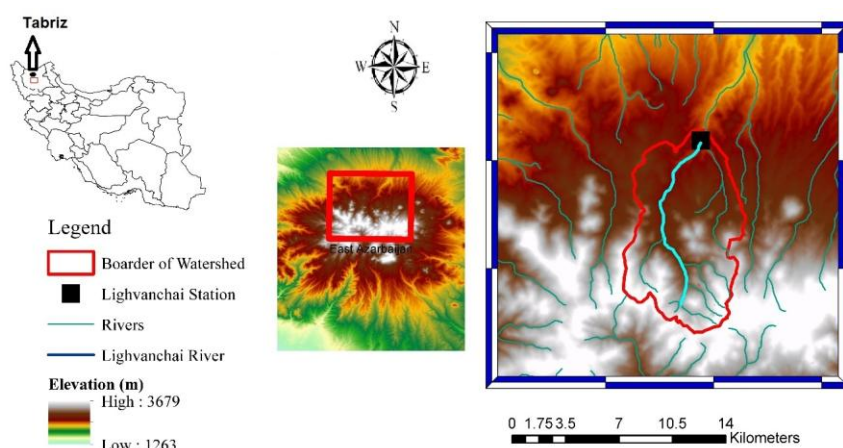 Tabriz
N
W E
S
Legend
Boarder of Watershed
Lighvanchai Station
Rivers
Lighvanchai River
Elevation (m)
High : 3679
Low : 1263
East Azarbaijan
0 1.75 3.5 7 10.5 14
Kilometers